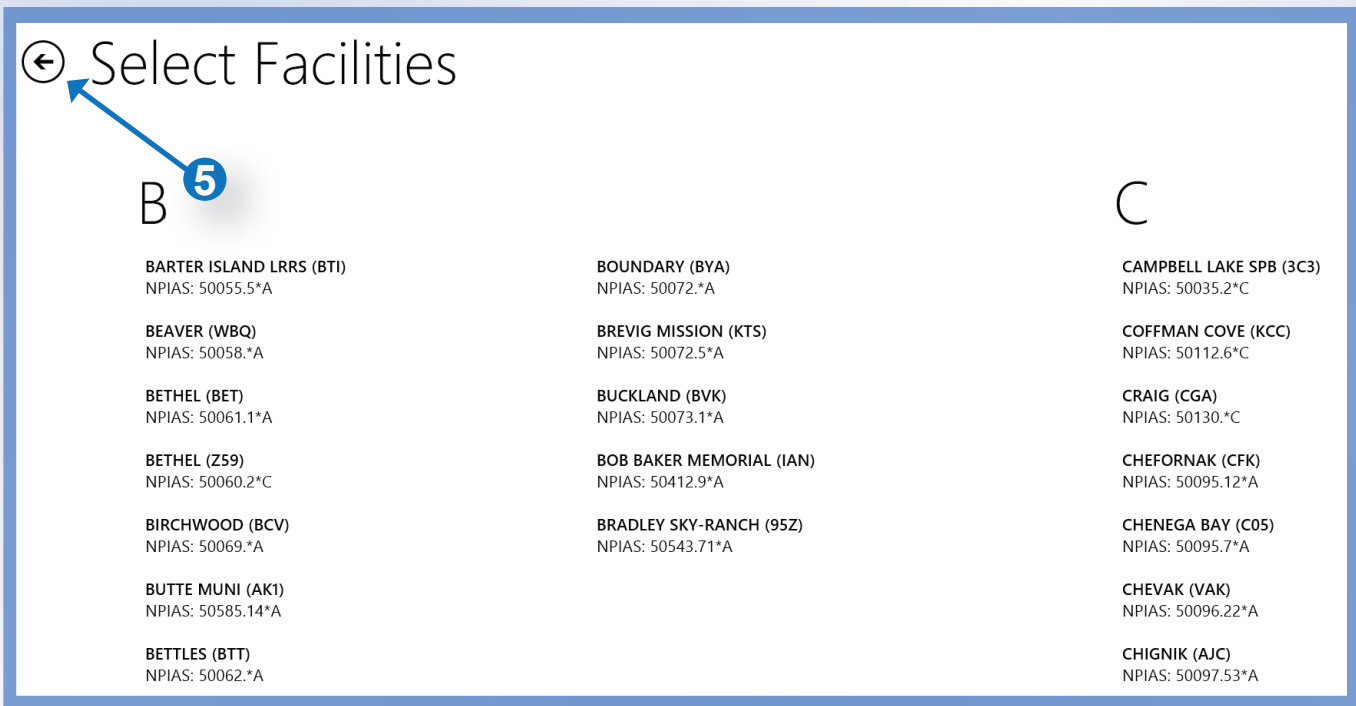 Select Facilities
5
B
BARTER ISLAND LRRS (BTI)
NPIAS: 50055.5*A
BEAVER (WBQ)
NPIAS: 50058.*A
BETHEL (BET)
NPIAS: 50061.1*A
BETHEL (Z59)
NPIAS: 50060.2*C
BIRCHWOOD (BCV)
NPIAS: 50069.*A
BUTTE MUNI (AK1)
NPIAS: 50585.14*A
BETTLES (BTT)
NPIAS: 50062.*A
BOUNDARY (BYA)
NPIAS: 50072.*A
BREVIG MISSION (KTS)
NPIAS: 50072.5*A
BUCKLAND (BVK)
NPIAS: 50073.1*A
BOB BAKER MEMORIAL (IAN)
NPIAS: 50412.9*A
BRADLEY SKY-RANCH (95Z)
NPIAS: 50543.71*A
C
CAMPBELL LAKE SPB (3C3)
NPIAS: 50035.2*C
COFFMAN COVE (KCC)
NPIAS: 50112.6*C
CRAIG (CGA)
NPIAS: 50130.*C
CHEFORNAK (CFK)
NPIAS: 50095.12*A
CHENEGA BAY (C05)
NPIAS: 50095.7*A
CHEVAK (VAK)
NPIAS: 50096.22*A
CHIGNIK (AJC)
NPIAS: 50097.53*A